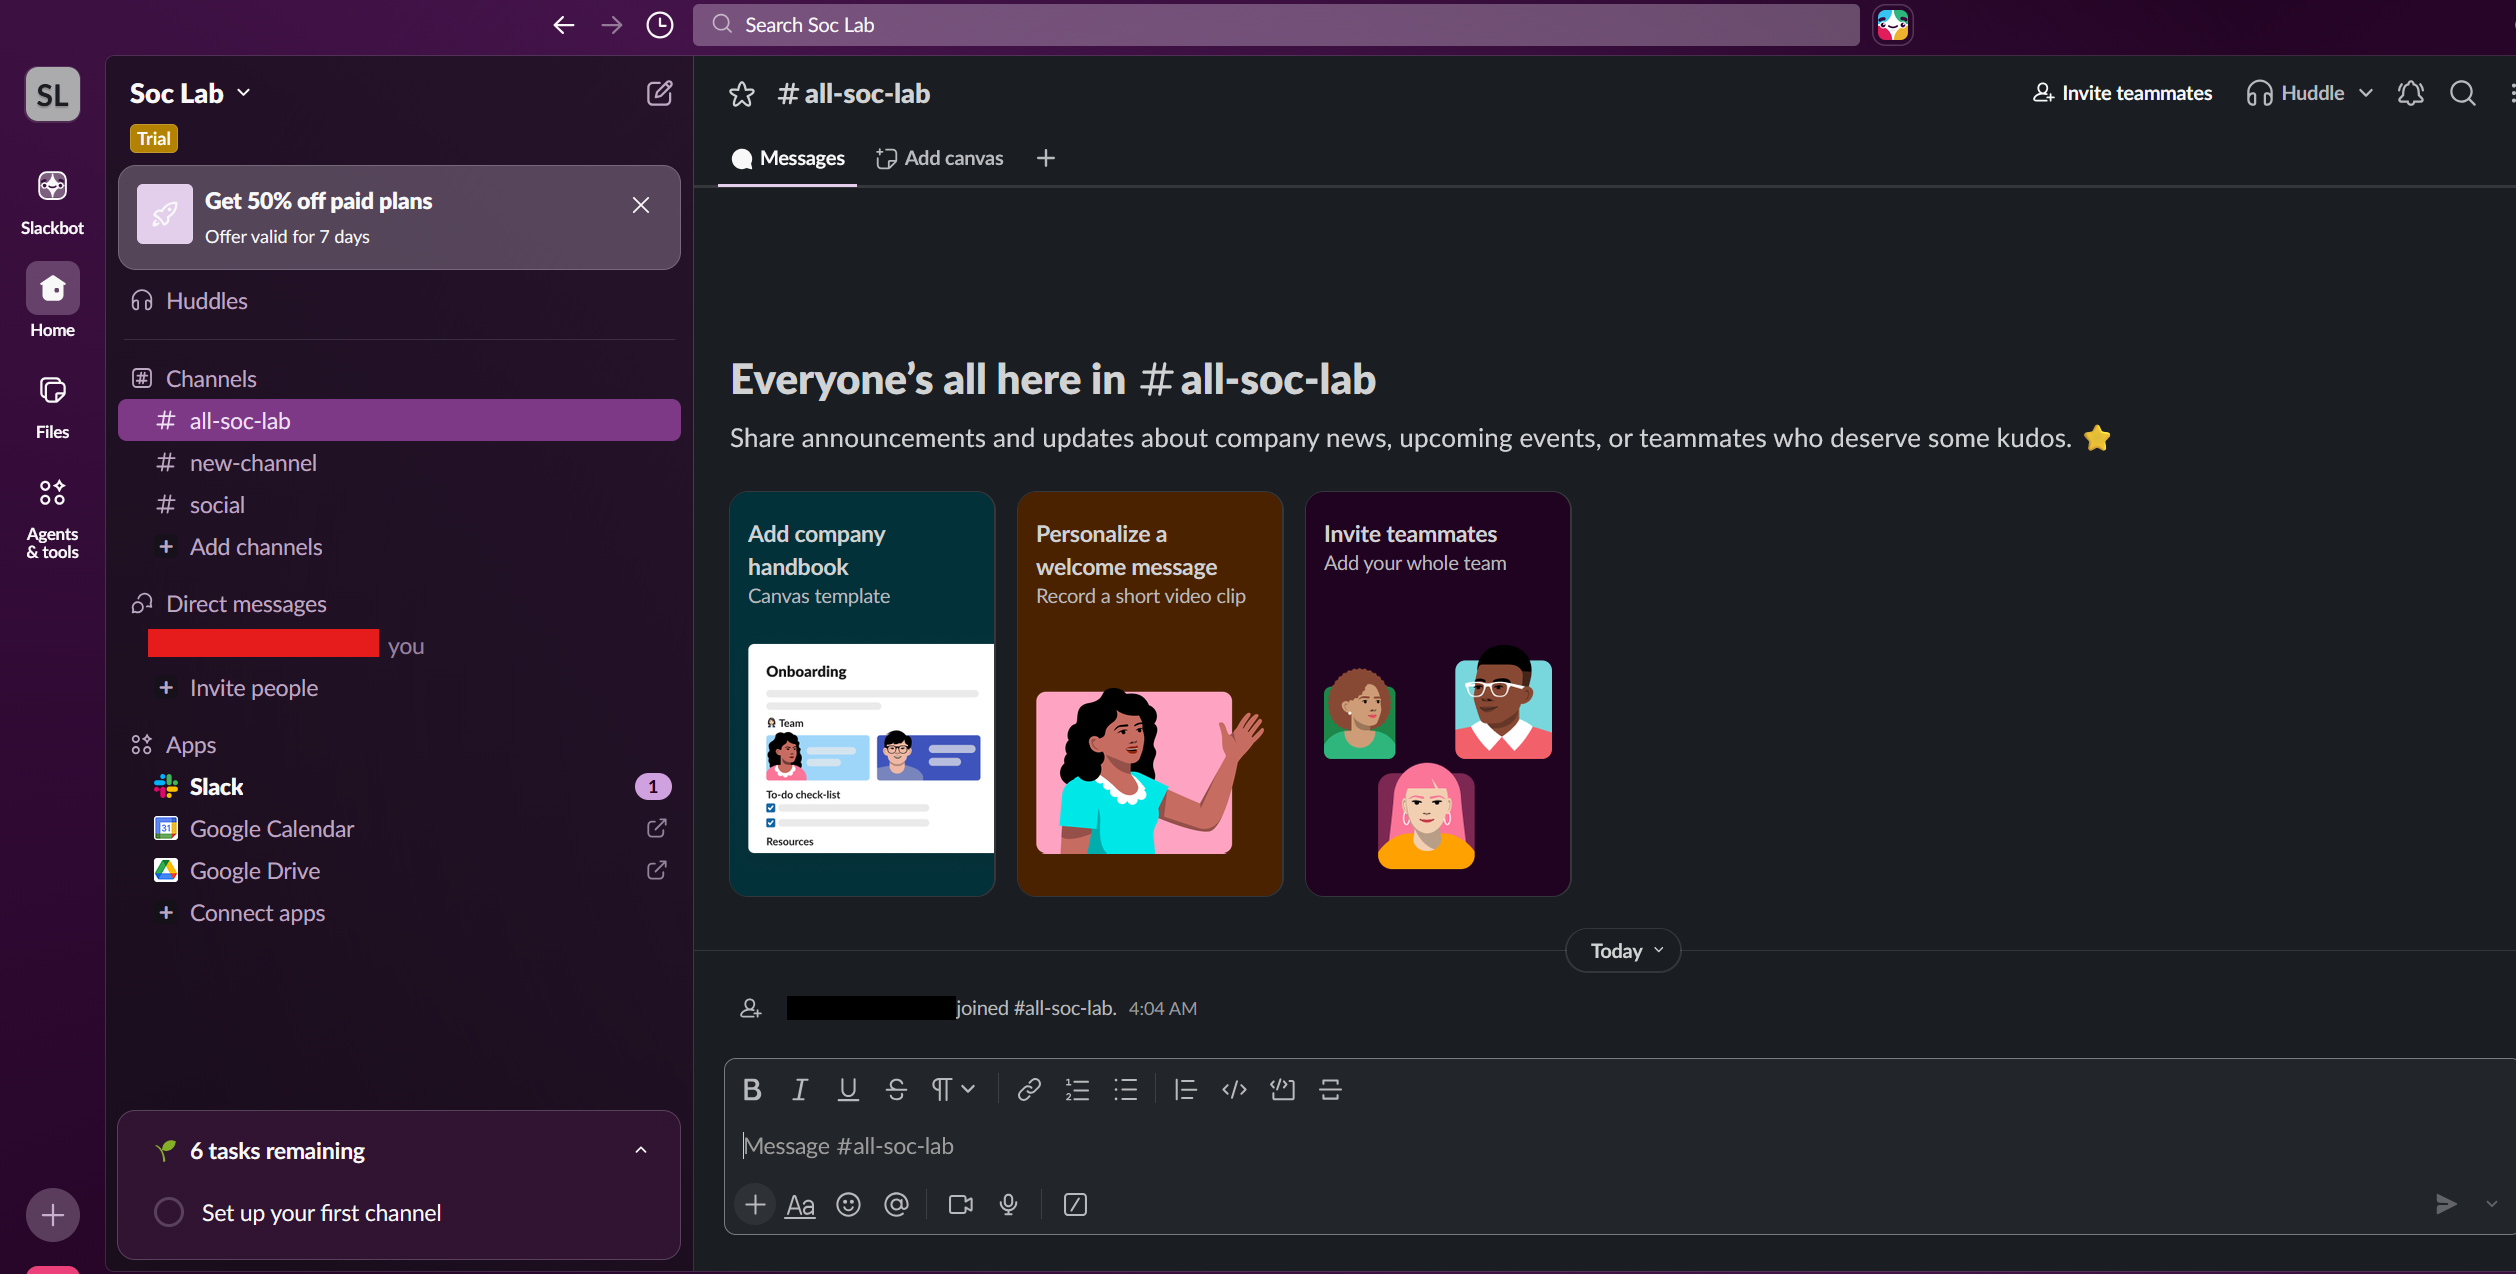 Search Soc Lab
SL
Slackbot
Home
Files
Agents
& tools
Soc Lab
Trial
Get 50% off paid plans
Offer valid for 7 days
Huddles
Channels
# all-soc-lab
# new-channel
# social
+ Add channels
Direct messages
you
+ Invite people
Apps
Slack 1
31 Google Calendar
Google Drive
+ Connect apps
6 tasks remaining
Set up your first channel
# all-soc-lab
Invite teammates
Huddle
Messages
Add canvas
Everyone’s all here in # all-soc-lab
Share announcements and updates about company news, upcoming events, or teammates who deserve some kudos. ⭐
Add company
handbook
Canvas template
Onboarding
Team
To-do check-list
Resources
Personalize a
welcome message
Record a short video clip
Invite teammates
Add your whole team
Today
joined #all-soc-lab. 4:04 AM
B I U S
Message #all-soc-lab
+ Aa @